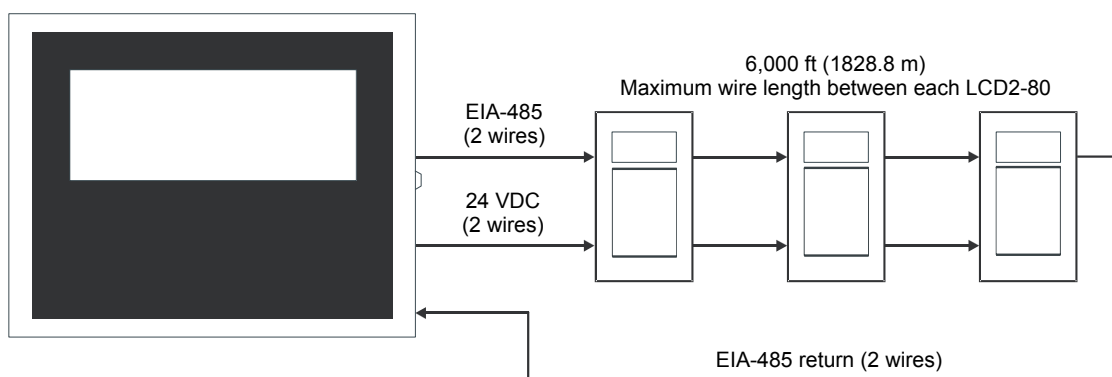 6,000 ft (1828.8 m)
Maximum wire length between each LCD2-80
EIA-485
(2 wires)
24 VDC
(2 wires)
EIA-485 return (2 wires)